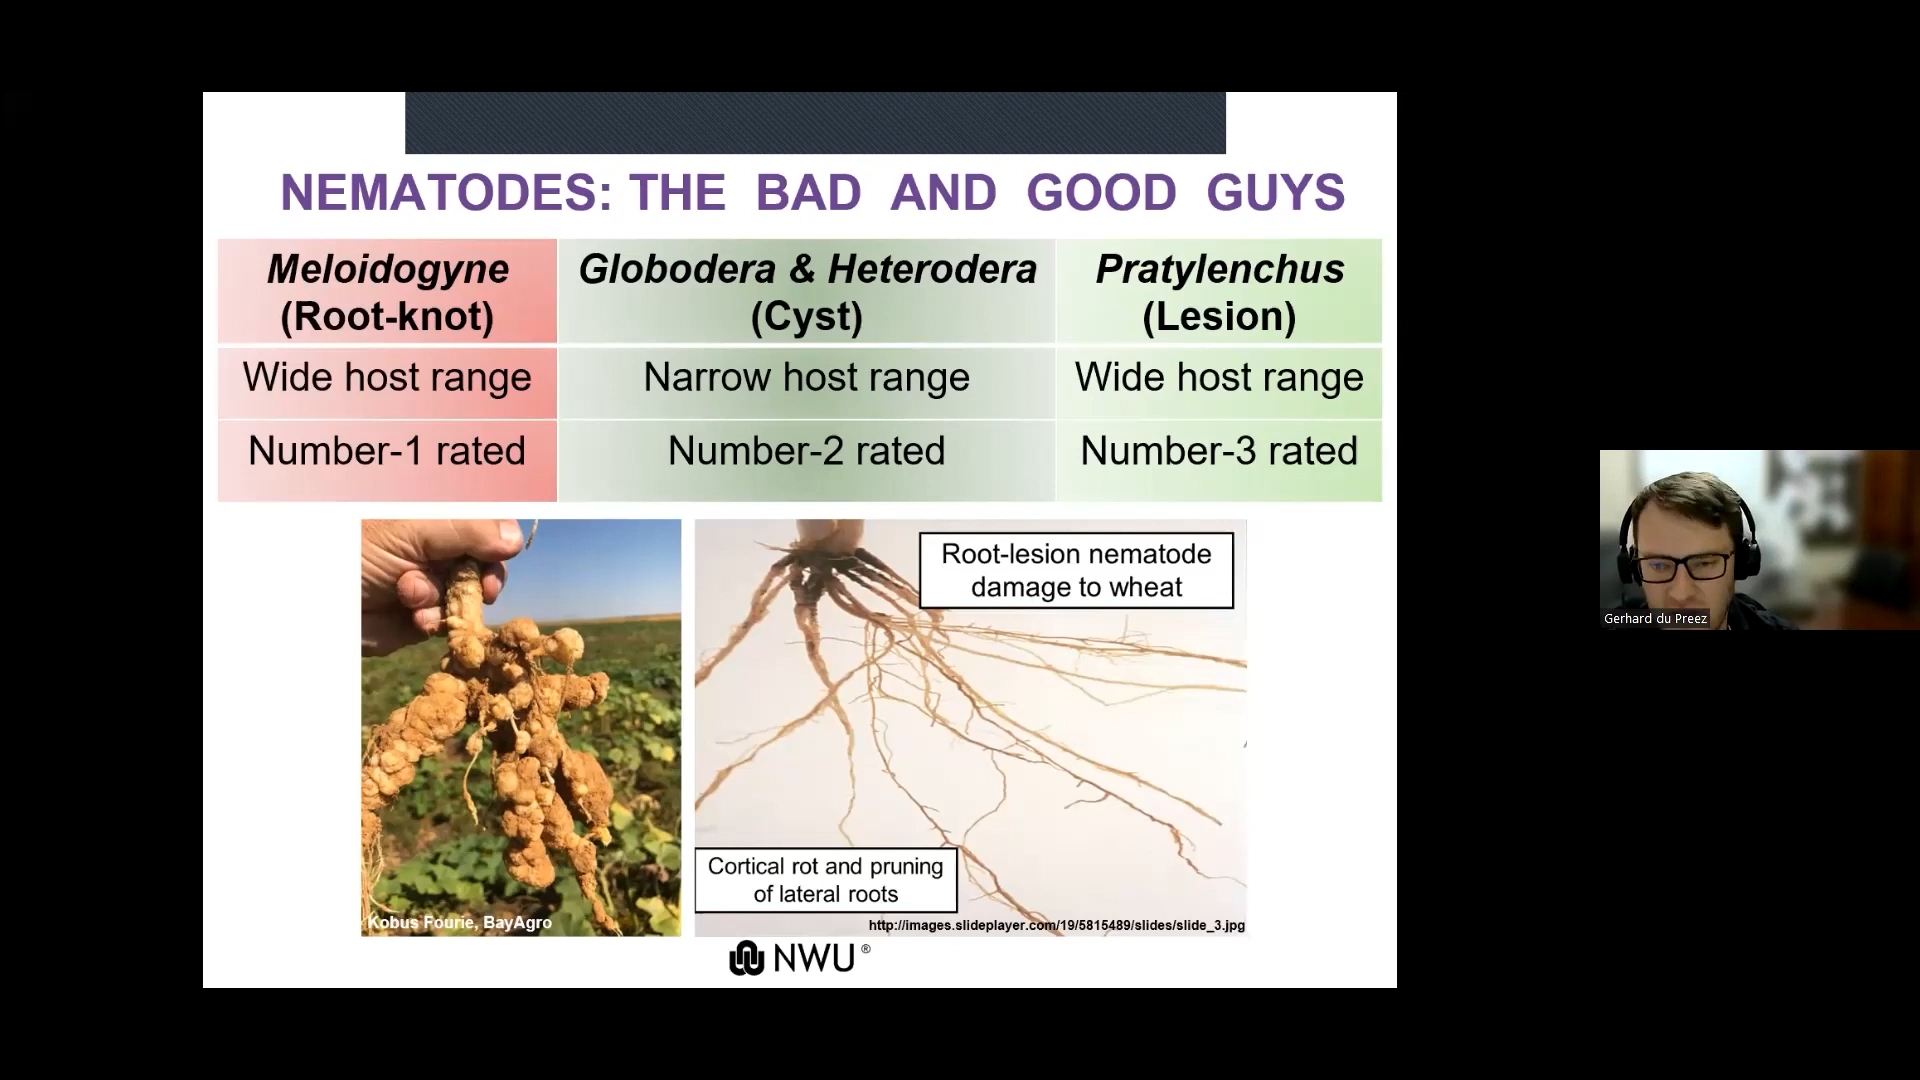 NEMATODES: THE BAD AND GOOD GUYS
Meloidogyne
(Root-knot)
Globodera & Heterodera
(Cyst)
Pratylenchus
(Lesion)
Wide host range
Narrow host range
Wide host range
Number-1 rated
Number-2 rated
Number-3 rated
Root-lesion nematode
damage to wheat
Cortical rot and pruning
of lateral roots
Kobus Fourie, BayAgro
http://images.slideplayer.com/19/5815489/slides/slide_3.jpg
NWU®
Gerhard du Preez